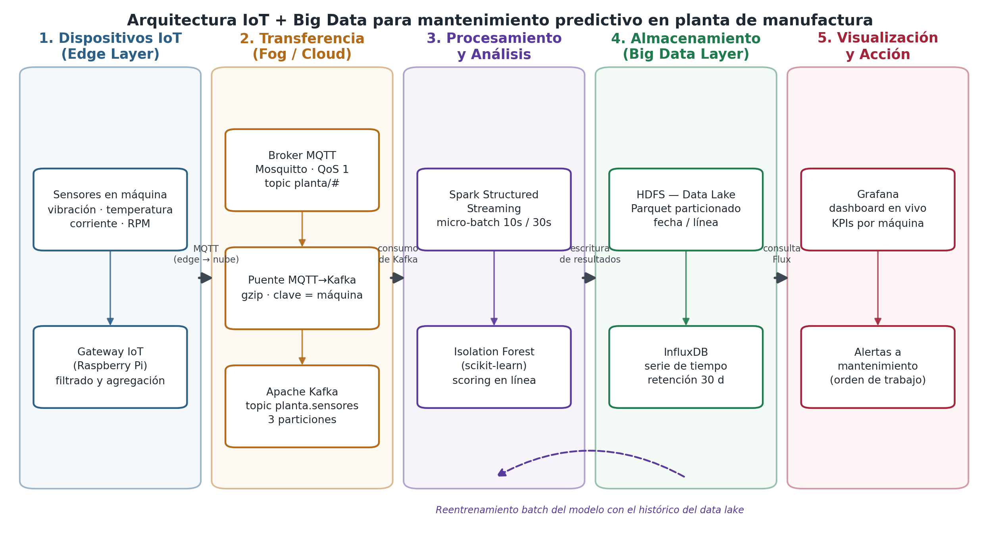 Arquitectura IoT + Big Data para mantenimiento predictivo en planta de manufactura
1. Dispositivos IoT
(Edge Layer)
Sensores en máquina
vibración · temperatura
corriente · RPM
Gateway IoT
(Raspberry Pi)
filtrado y agregación
MQTT
(edge → nube)
2. Transferencia
(Fog / Cloud)
Broker MQTT
Mosquitto · QoS 1
topic planta/#
Puente MQTT→Kafka
gzip · clave = máquina
Apache Kafka
topic planta.sensores
3 particiones
consumo
de Kafka
3. Procesamiento
y Análisis
Spark Structured
Streaming
micro-batch 10s / 30s
Isolation Forest
(scikit-learn)
scoring en línea
escritura
de resultados
4. Almacenamiento
(Big Data Layer)
HDFS — Data Lake
Parquet particionado
fecha / línea
InfluxDB
serie de tiempo
retención 30 d
consulta
Flux
5. Visualización
y Acción
Grafana
dashboard en vivo
KPIs por máquina
Alertas a
mantenimiento
(orden de trabajo)
Reentrenamiento batch del modelo con el histórico del data lake